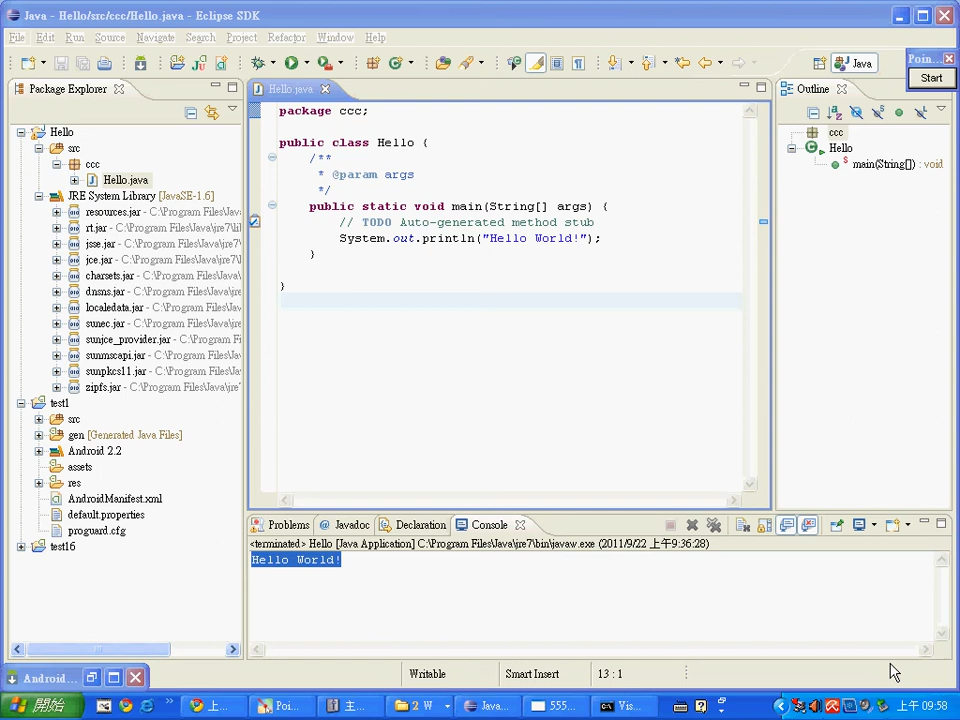 Java - Hello/src/ccc/Hello.java - Eclipse SDK
File Edit Run Source Navigate Search Project Refactor Window Help
Poin...
Start
Java
Package Explorer
Hello
src
ccc
Hello.java
JRE System Library [JavaSE-1.6]
resources.jar - C:\Program Files\Java\
rt.jar - C:\Program Files\Java\jre7\lib
jsse.jar - C:\Program Files\Java\jre7\
jce.jar - C:\Program Files\Java\jre7\l
charsets.jar - C:\Program Files\Java\j
dnsns.jar - C:\Program Files\Java\jre
localedata.jar - C:\Program Files\Java
sunec.jar - C:\Program Files\Java\jre7
sunjce_provider.jar - C:\Program File
sunmscapi.jar - C:\Program Files\Java
sunpkcs11.jar - C:\Program Files\Java
zipfs.jar - C:\Program Files\Java\jre7
test1
src
gen [Generated Java Files]
Android 2.2
assets
res
AndroidManifest.xml
default.properties
proguard.cfg
test16
Hello.java
package ccc;
public class Hello {
/**
* @param args
*/
public static void main(String[] args) {
// TODO Auto-generated method stub
System.out.println("Hello World!");
}
}
Outline
ccc
Hello
main(String[]) : void
Problems @ Javadoc Declaration Console
<terminated> Hello [Java Application] C:\Program Files\Java\jre7\bin\javaw.exe (2011/9/22 上午9:36:28)
Hello World!
Android...
Writable Smart Insert 13 : 1
開始 上... Poi... 主... 2 W Java... 555... Vis... 上午 09:58